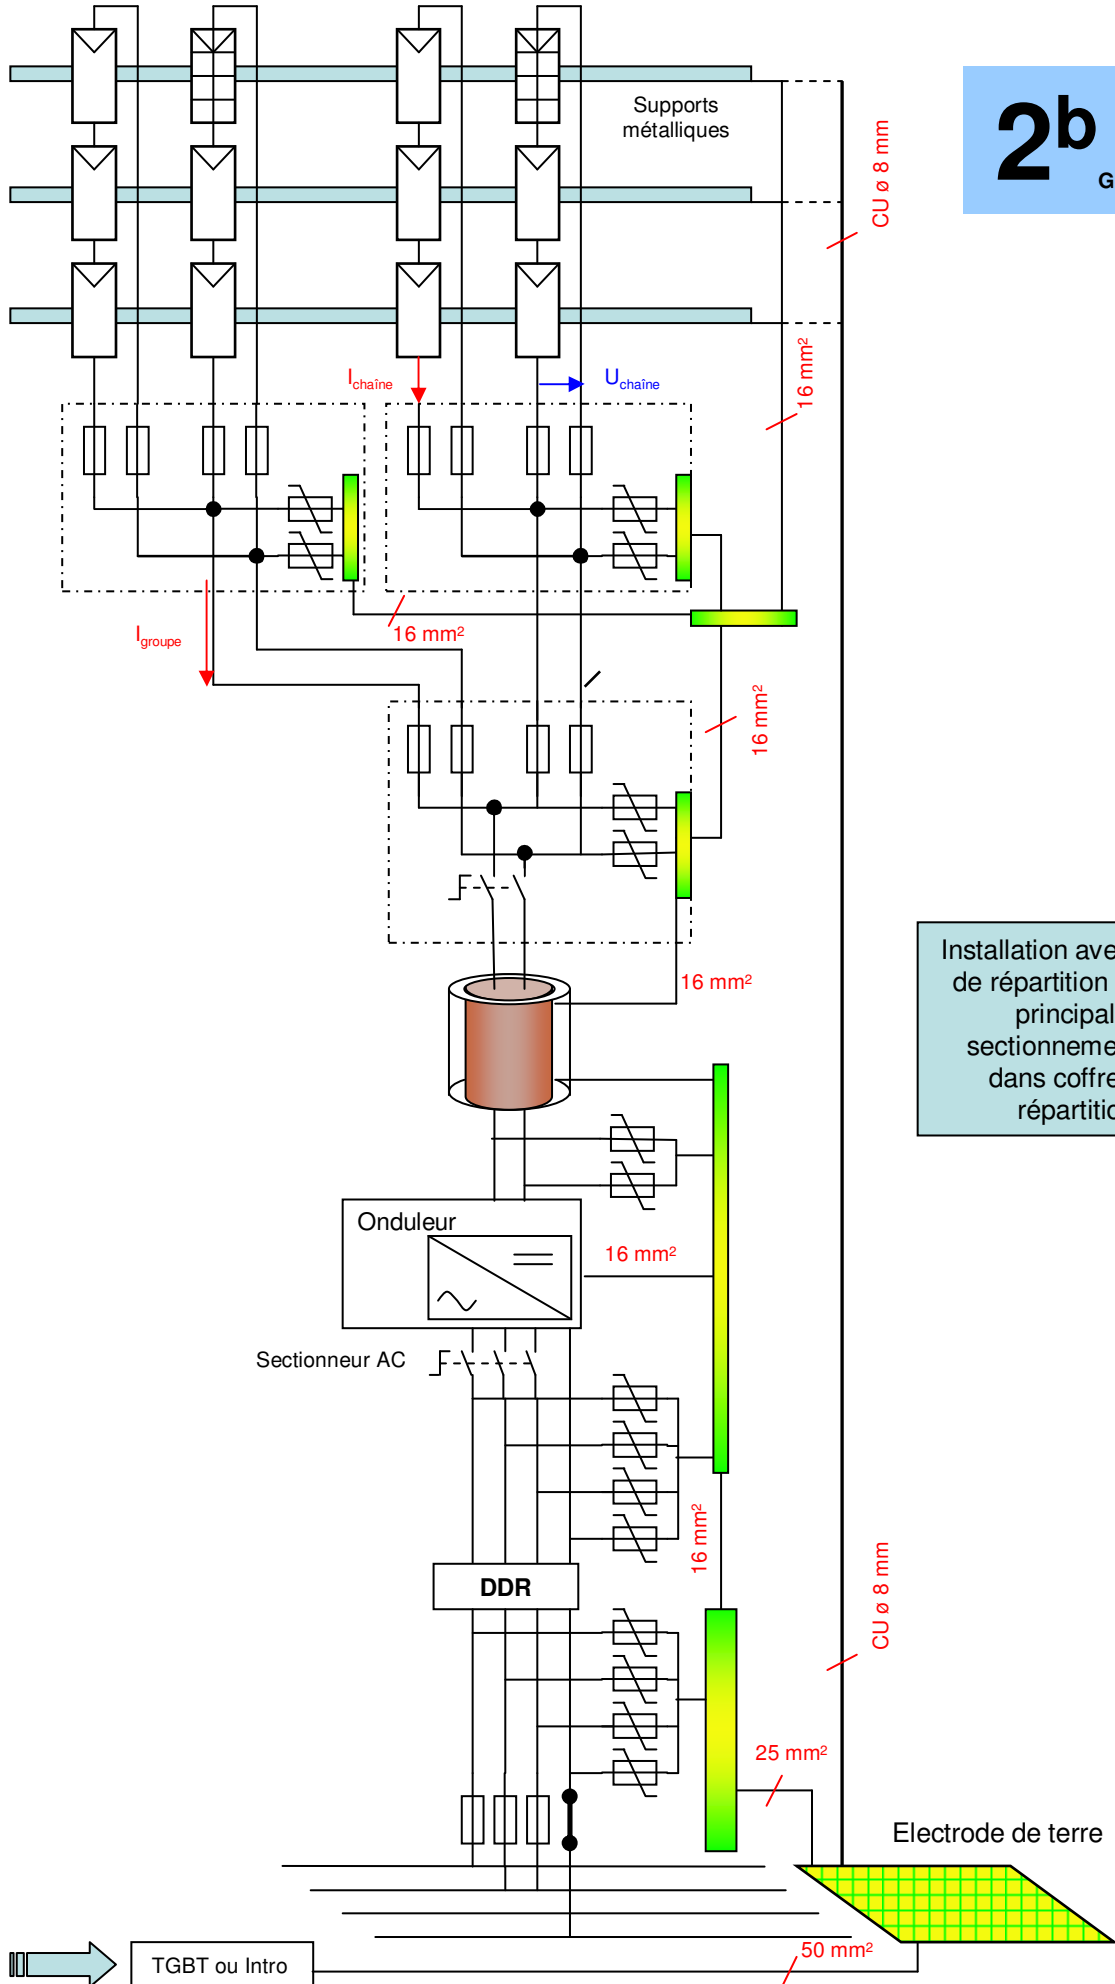 Supports
métalliques
CU ø 8 mm
2b
G
Ichaîne
Uchaîne
16 mm²
Igroupe
16 mm²
16 mm²
16 mm²
Installation ave
de répartition
principal
sectionneme
dans coffre
répartitio
Onduleur
16 mm²
Sectionneur AC
16 mm²
DDR
CU ø 8 mm
25 mm²
Electrode de terre
50 mm²
TGBT ou Intro